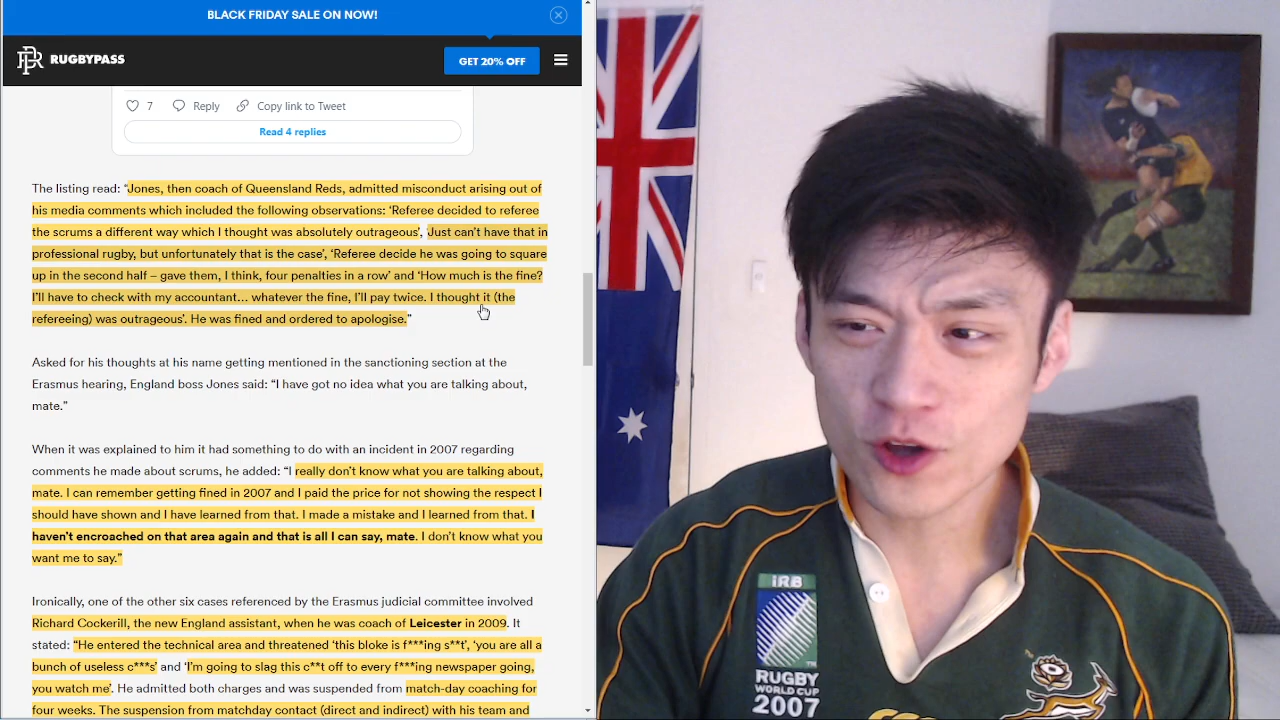 BLACK FRIDAY SALE ON NOW!
RUGBYPASS
GET 20% OFF
7 Reply Copy link to Tweet
Read 4 replies
The listing read: “Jones, then coach of Queensland Reds, admitted misconduct arising out of
his media comments which included the following observations: ‘Referee decided to referee
the scrums a different way which I thought was absolutely outrageous’, ‘Just can’t have that in
professional rugby, but unfortunately that is the case’, ‘Referee decide he was going to square
up in the second half – gave them, I think, four penalties in a row’ and ‘How much is the fine?
I’ll have to check with my accountant… whatever the fine, I’ll pay twice. I thought it (the
refereeing) was outrageous’. He was fined and ordered to apologise.”
Asked for his thoughts at his name getting mentioned in the sanctioning section at the
Erasmus hearing, England boss Jones said: “I have got no idea what you are talking about,
mate.”
When it was explained to him it had something to do with an incident in 2007 regarding
comments he made about scrums, he added: “I really don’t know what you are talking about,
mate. I can remember getting fined in 2007 and I paid the price for not showing the respect I
should have shown and I have learned from that. I made a mistake and I learned from that. I
haven’t encroached on that area again and that is all I can say, mate. I don’t know what you
want me to say.”
Ironically, one of the other six cases referenced by the Erasmus judicial committee involved
Richard Cockerill, the new England assistant, when he was coach of Leicester in 2009. It
stated: “He entered the technical area and threatened ‘this bloke is f***ing s**t’, ‘you are all a
bunch of useless c***s’ and ‘I’m going to slag this c**t off to every f***ing newspaper going,
you watch me’. He admitted both charges and was suspended from match-day coaching for
four weeks. The suspension from matchday contact (direct and indirect) with his team and
iRB
RUGBY
WORLD CUP
2007